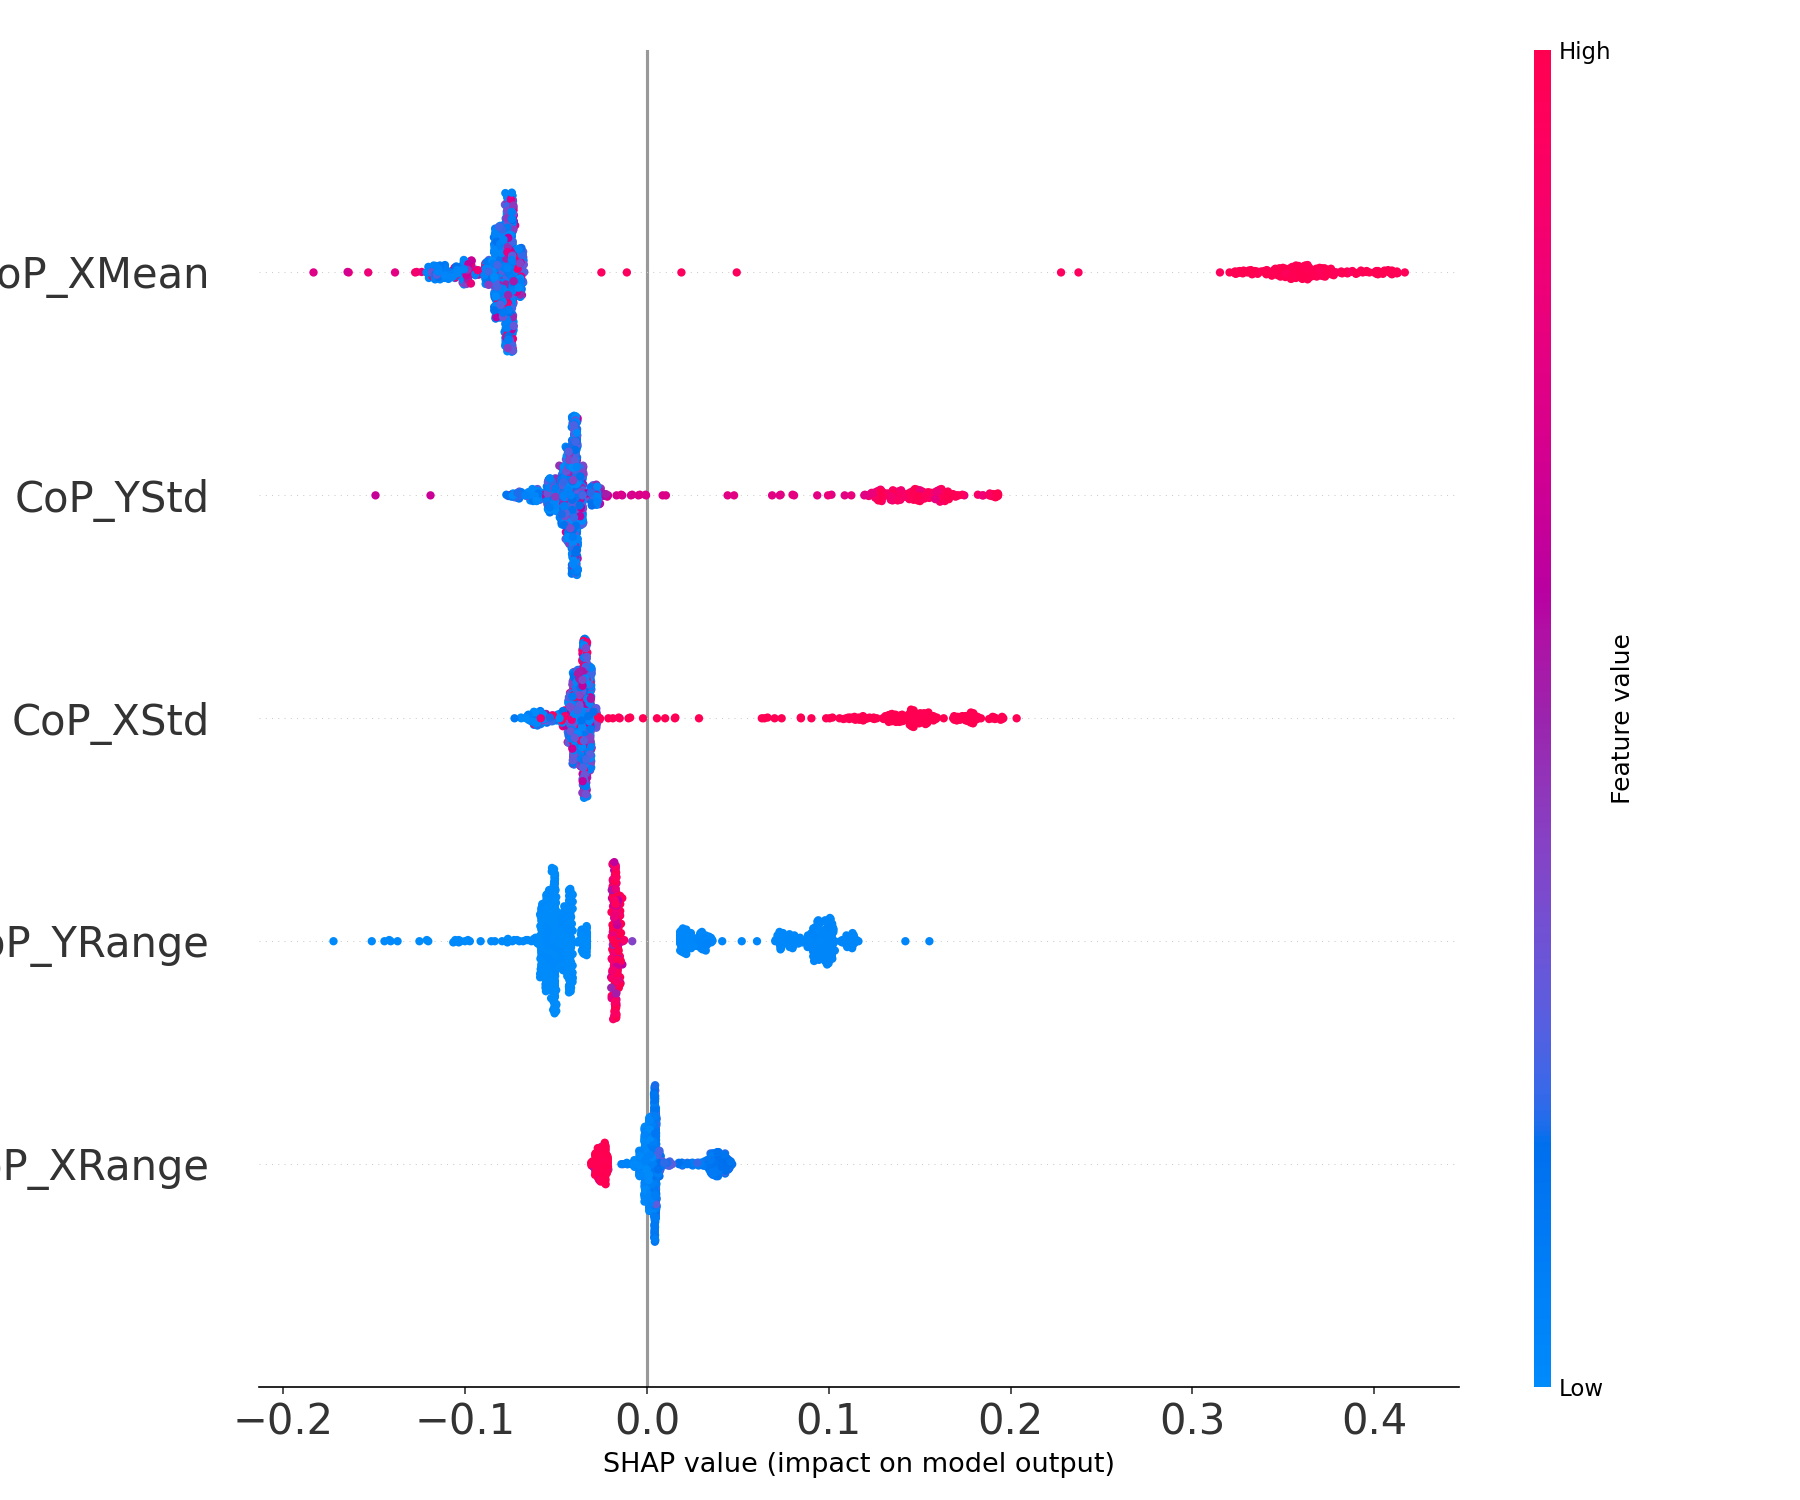 High
oP_XMean
CoP_YStd
CoP_XStd
oP_YRange
oP_XRange
Feature value
Low
−0.2 −0.1 0.0 0.1 0.2 0.3 0.4
SHAP value (impact on model output)